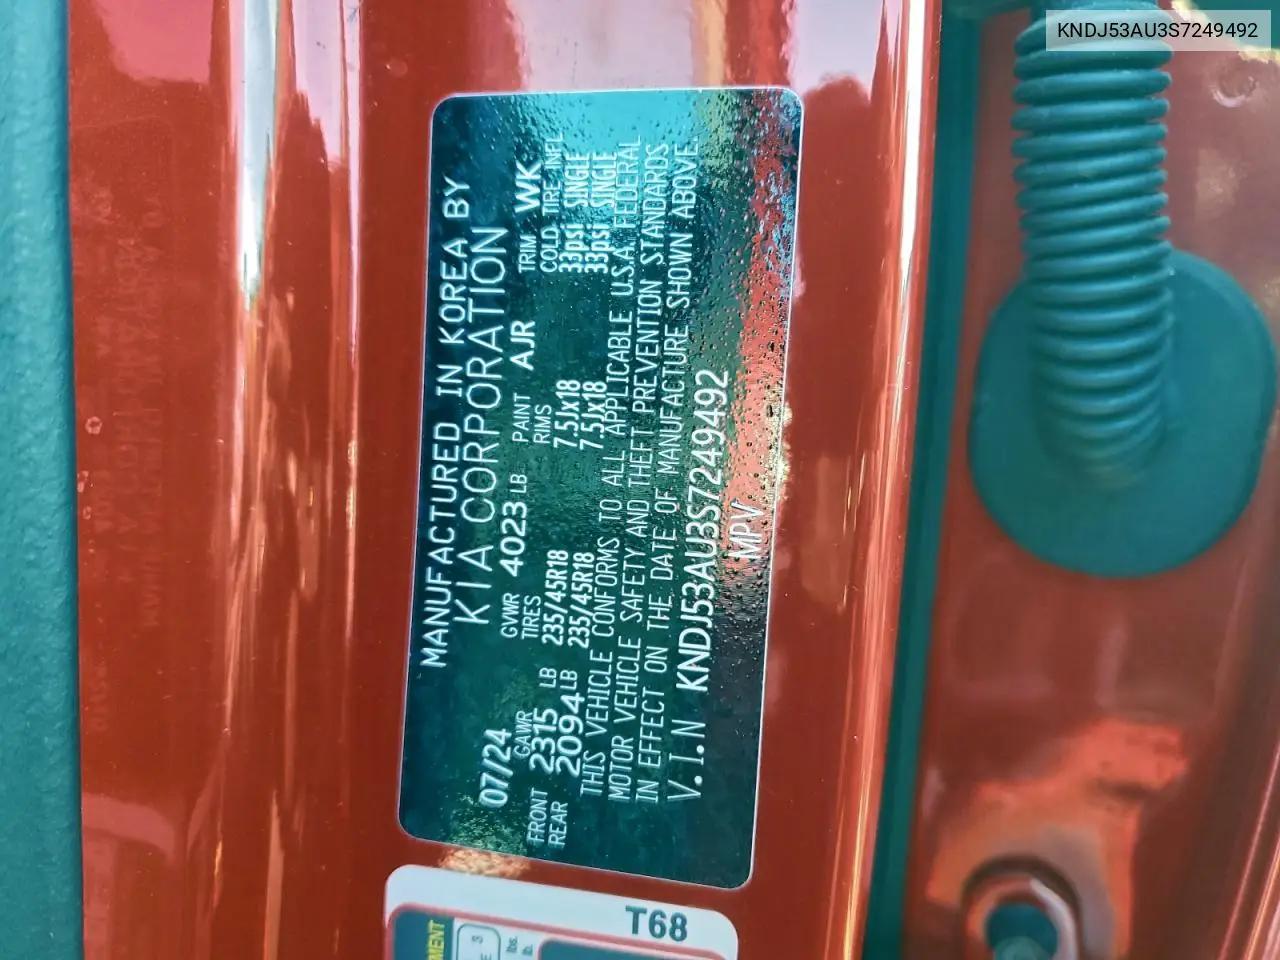 KNDJ53AU3S7249492
MANUFACTURED IN KOREA BY
KIA CORPORATION
07/24 GVWR 4023 LB PAINT AJR TRIM WK
GAWR TIRES RIMS COLD TIRE INFL
FRONT 2315 LB 235/45R18 7.5Jx18 33psi SINGLE
REAR 2094 LB 235/45R18 7.5Jx18 33psi SINGLE
THIS VEHICLE CONFORMS TO ALL APPLICABLE U.S.A. FEDERAL
MOTOR VEHICLE SAFETY AND THEFT PREVENTION STANDARDS
IN EFFECT ON THE DATE OF MANUFACTURE SHOWN ABOVE.
V.I.N KNDJ53AU3S7249492
MPV
T68